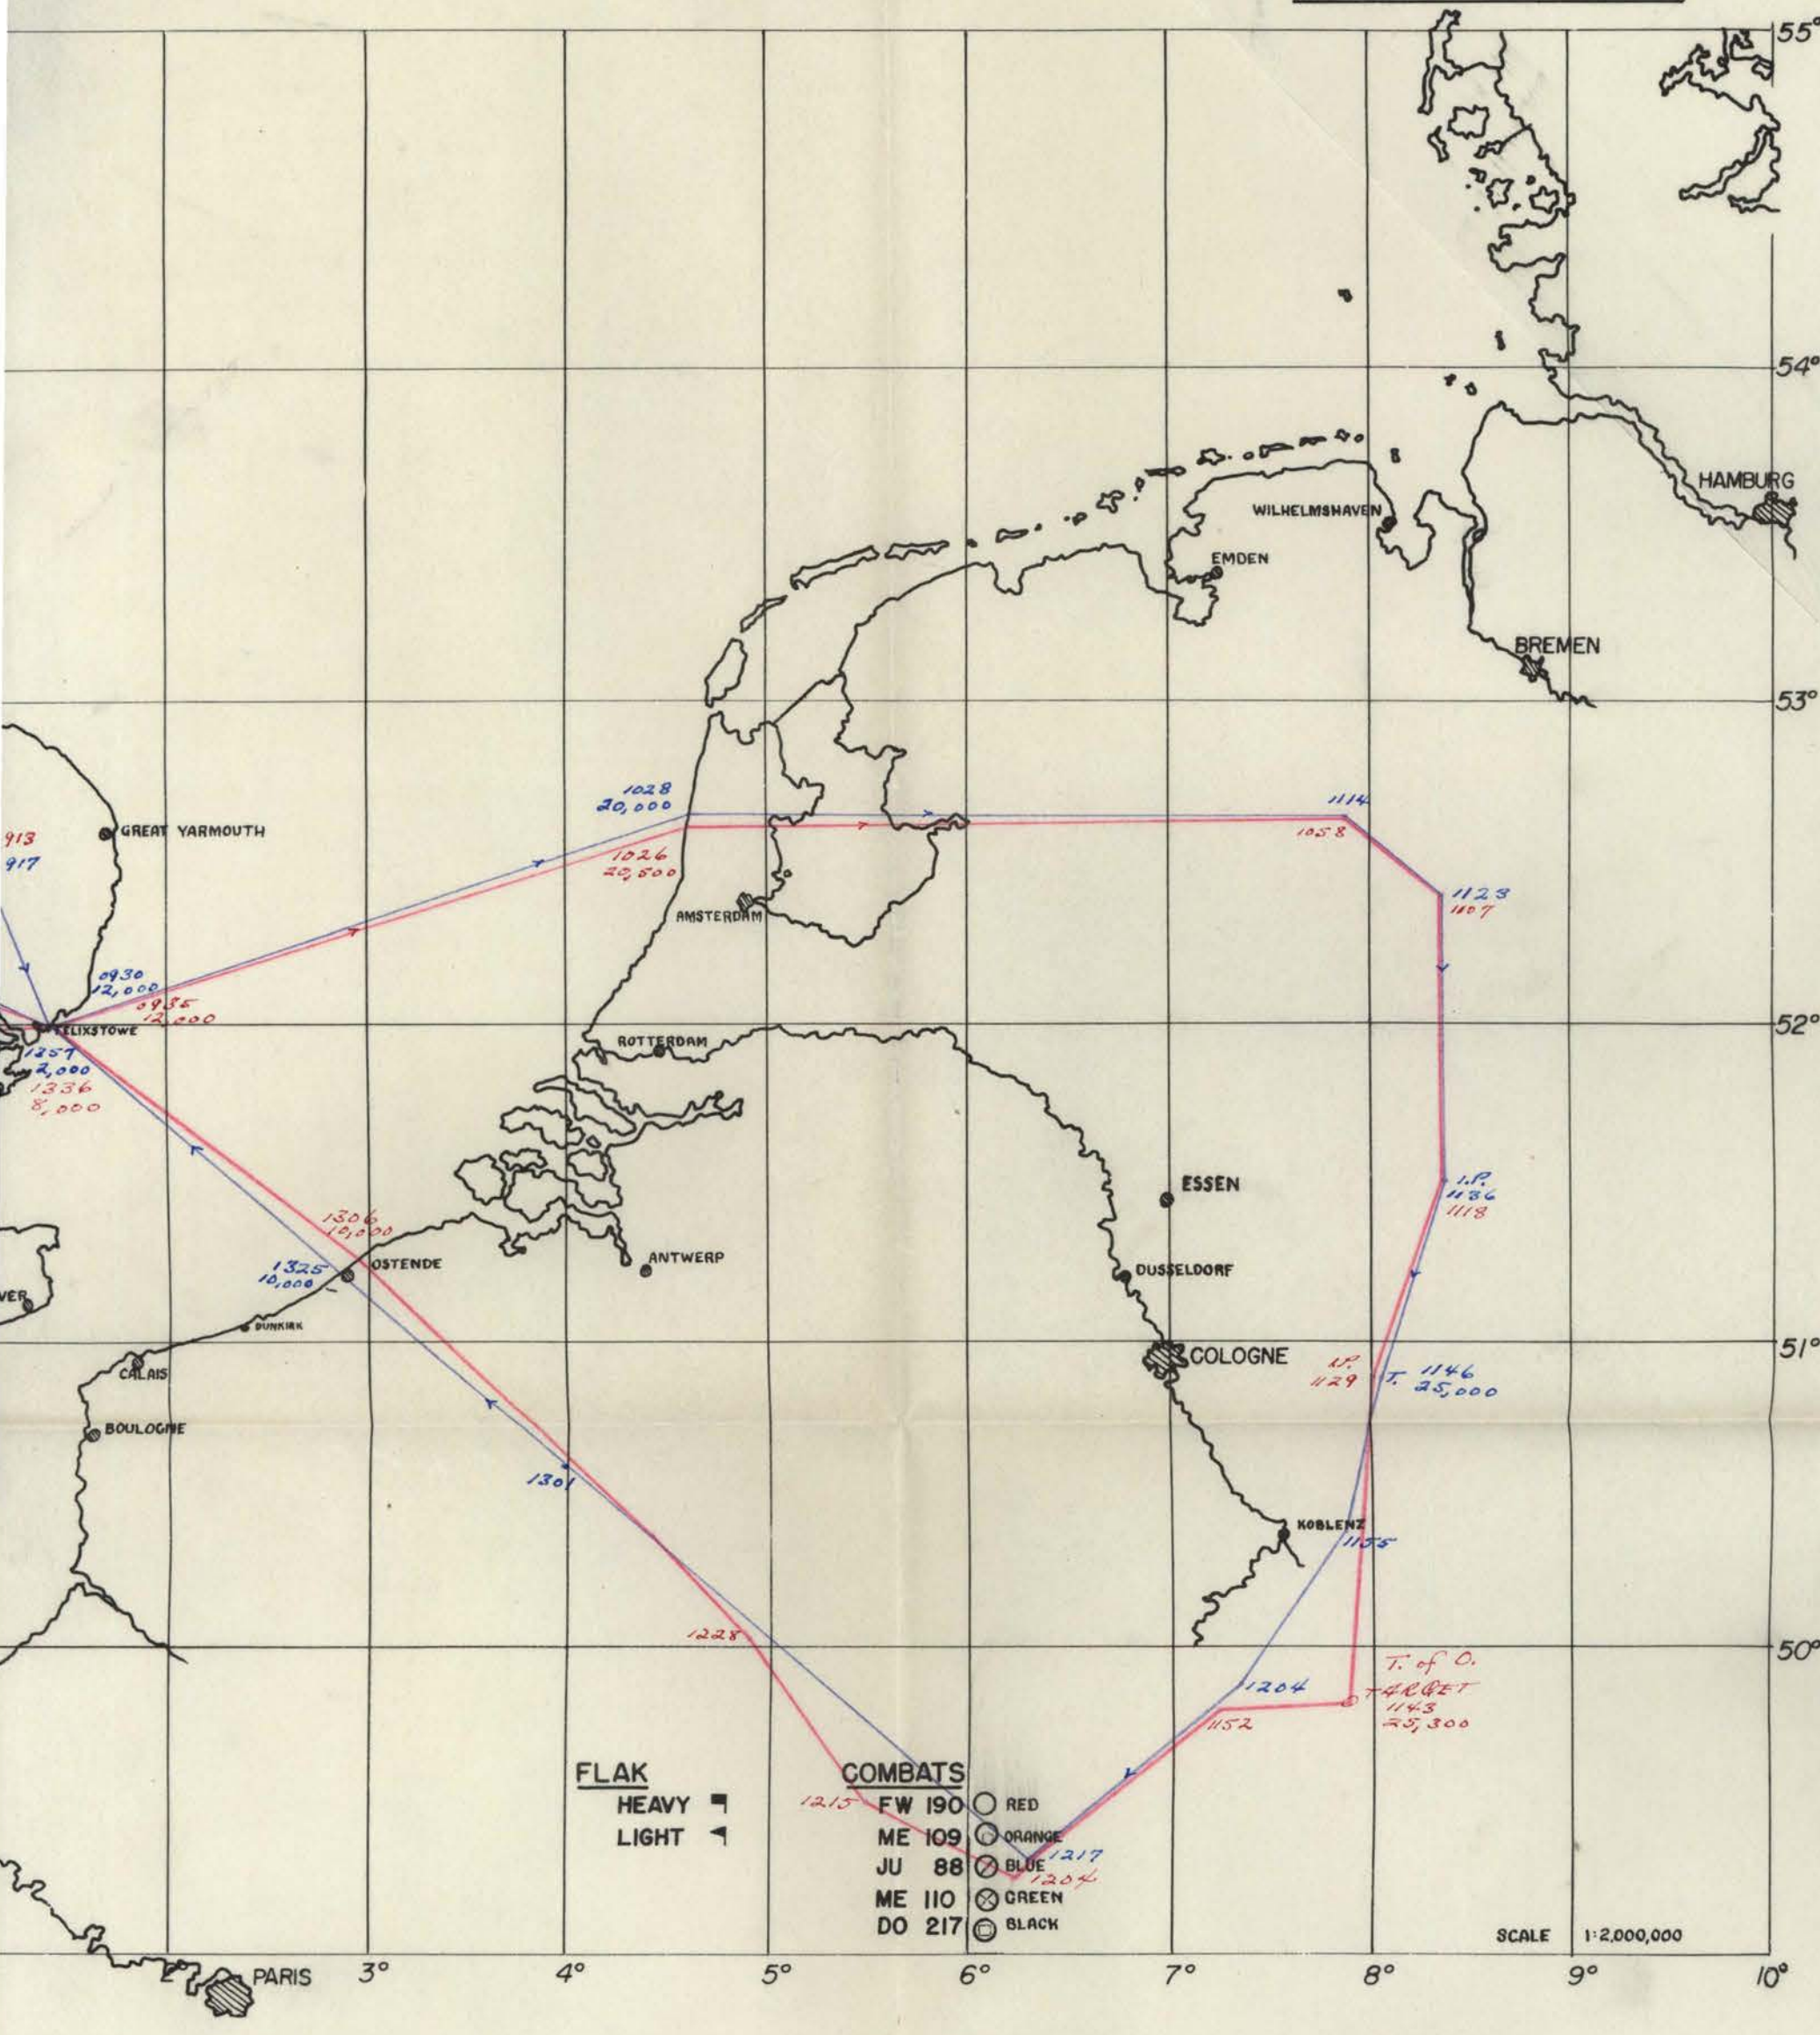 55°
54°
HAMBURG
WILHELMSHAVEN
EMDEN
BREMEN
53°
1028
20,000
1114
913
GREAT YARMOUTH
1058
917
1026
20,500
1123
1107
AMSTERDAM
0930
12,000
0935
12,000
FELIXSTOWE
52°
1357
2,000
1336
8,000
ROTTERDAM
ESSEN
I.P.
1136
1118
1306
10,000
OSTENDE
ANTWERP
1325
10,000
DUSSELDORF
VER
DUNKIRK
51°
COLOGNE
I.P.
1129
T. 1146
25,000
CALAIS
BOULOGNE
1301
KOBLENZ
1155
1228
50°
T. of O.
TARGET
1143
25,300
1204
1152
FLAK
HEAVY
LIGHT
COMBATS
1215
FW 190 RED
ME 109 ORANGE
JU 88 BLUE
ME 110 GREEN
DO 217 BLACK
1217
1204
SCALE 1:2,000,000
2° 3° 4° 5° 6° 7° 8° 9° 10°
PARIS